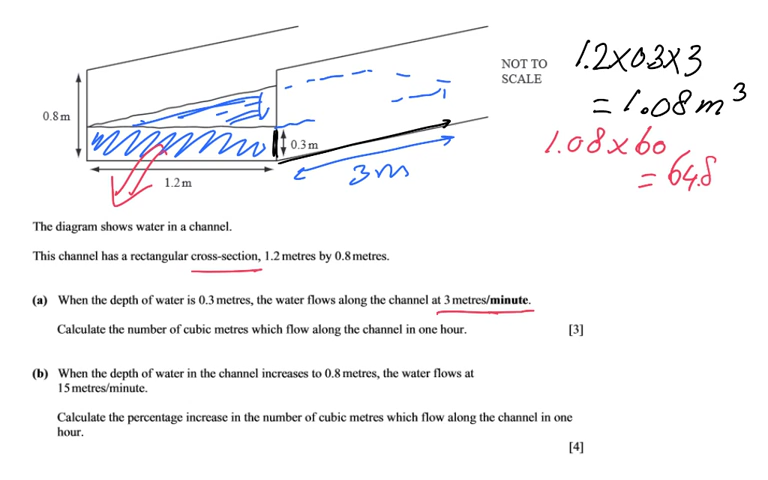 NOT TO
SCALE
1.2×03×3
= 1.08m³
1.08×60
= 64.8
0.8 m
0.3 m
1.2 m
3m
The diagram shows water in a channel.
This channel has a rectangular cross-section, 1.2 metres by 0.8 metres.
(a) When the depth of water is 0.3 metres, the water flows along the channel at 3 metres/minute.
Calculate the number of cubic metres which flow along the channel in one hour. [3]
(b) When the depth of water in the channel increases to 0.8 metres, the water flows at
15 metres/minute.
Calculate the percentage increase in the number of cubic metres which flow along the channel in one
hour.
[4]